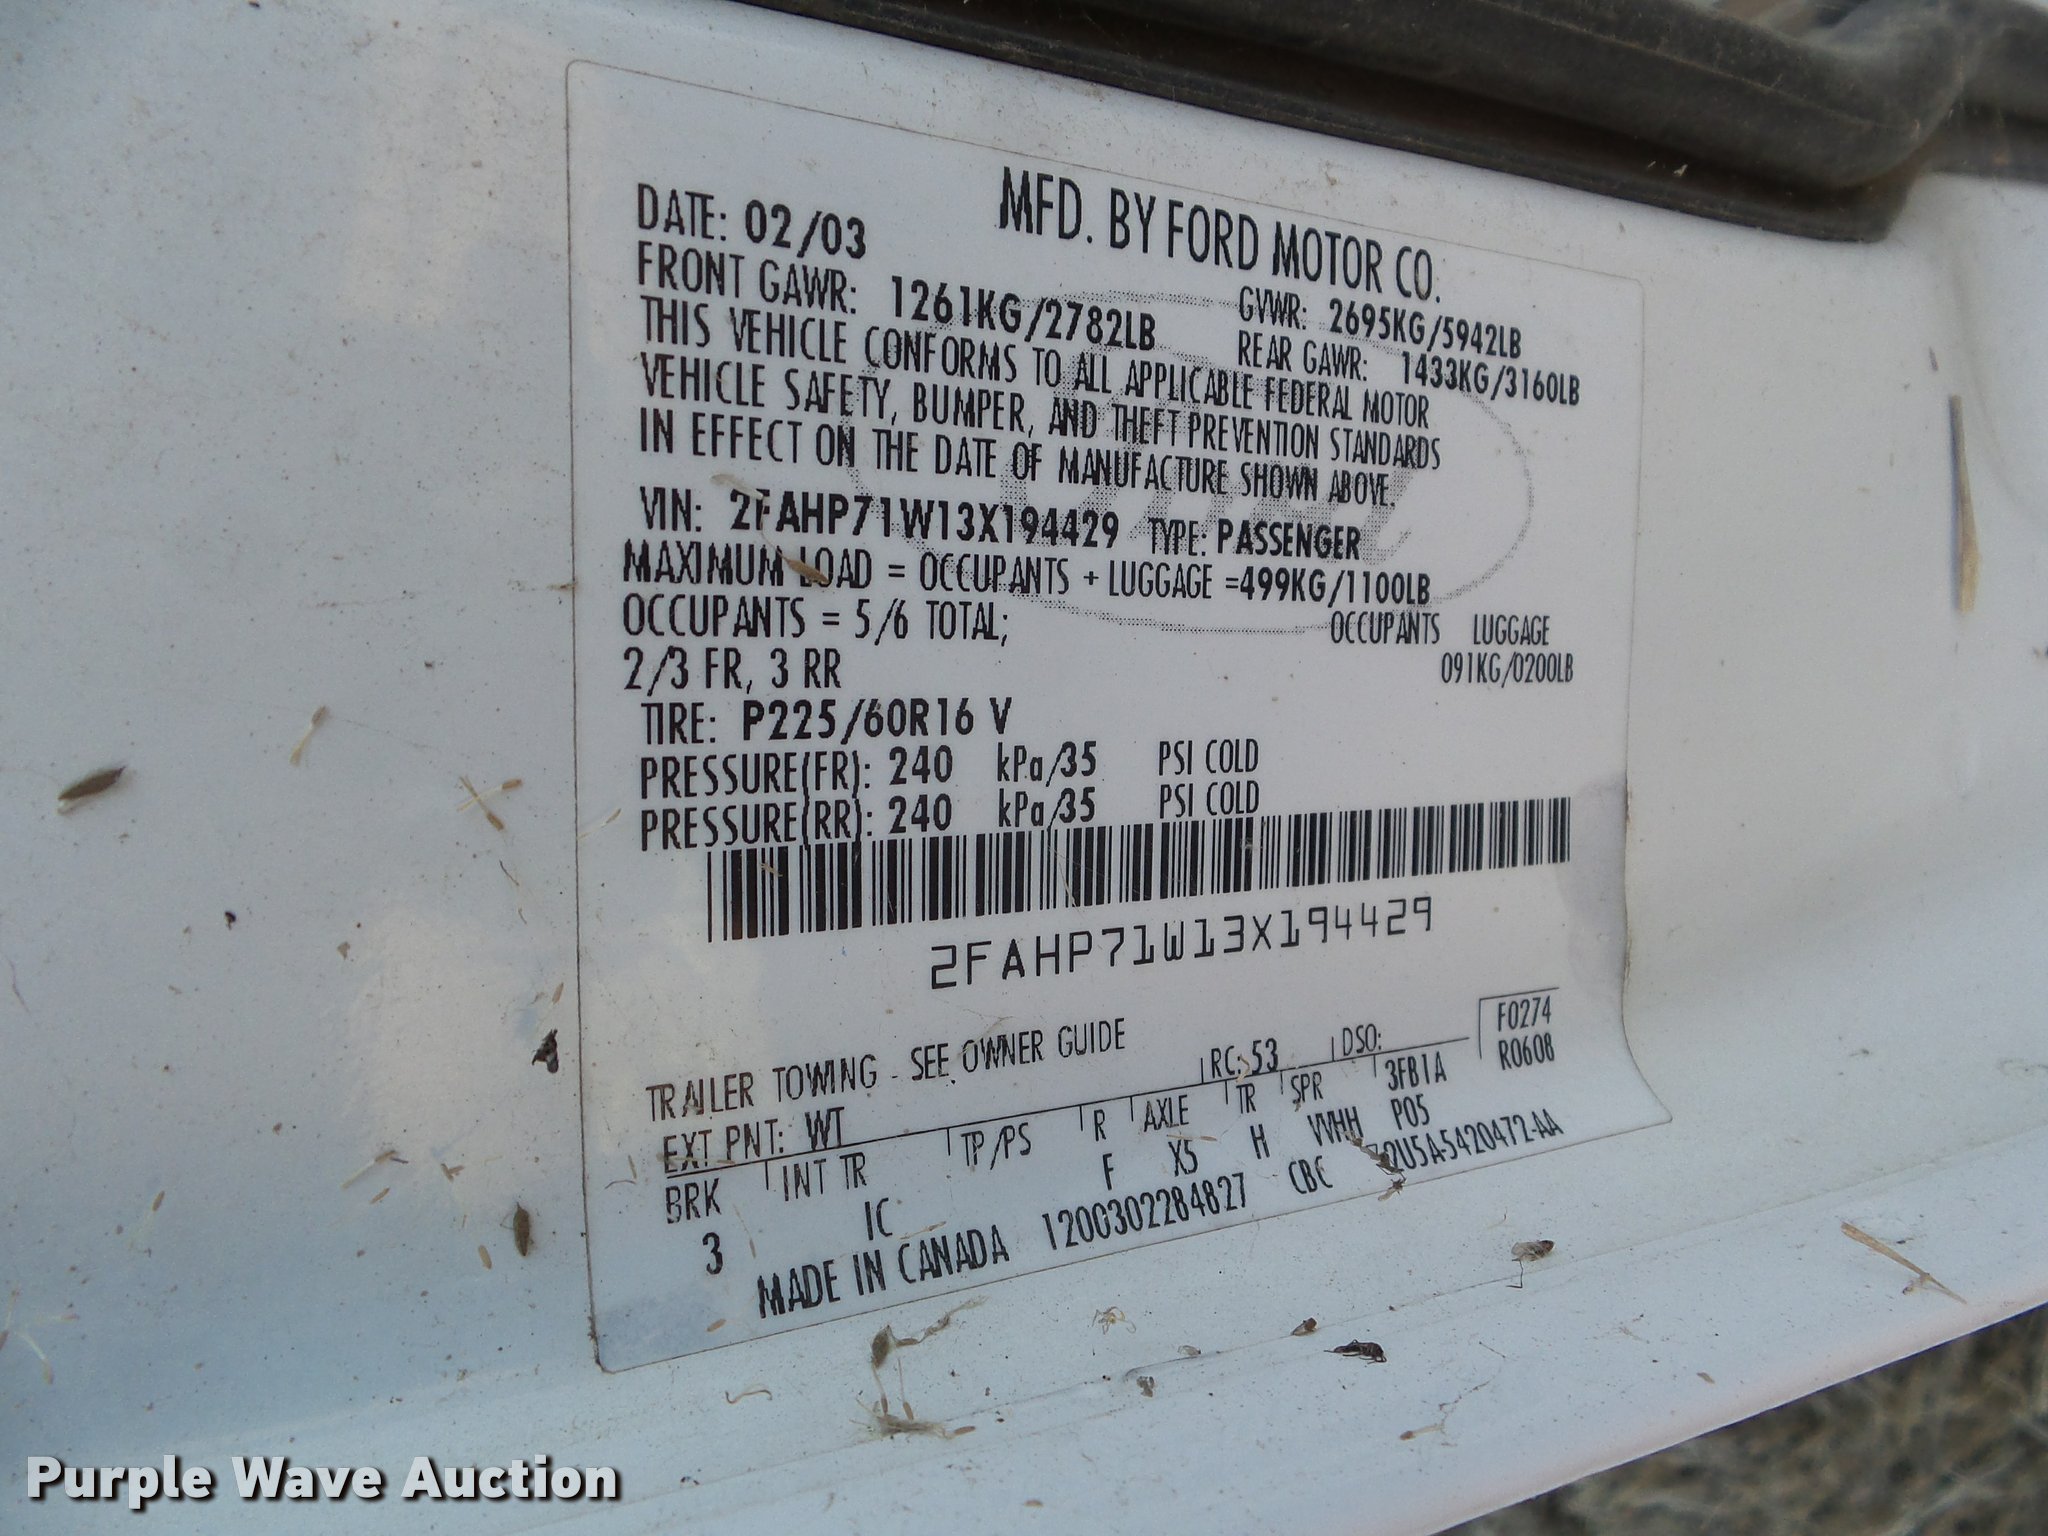 MFD. BY FORD MOTOR CO.
DATE: 02/03 GVWR: 2695KG/5942LB
FRONT GAWR: 1261KG/2782LB REAR GAWR: 1433KG/3160LB
THIS VEHICLE CONFORMS TO ALL APPLICABLE FEDERAL MOTOR
VEHICLE SAFETY, BUMPER, AND THEFT PREVENTION STANDARDS
IN EFFECT ON THE DATE OF MANUFACTURE SHOWN ABOVE.
VIN: 2FAHP71W13X194429 TYPE: PASSENGER
MAXIMUM LOAD = OCCUPANTS + LUGGAGE =499KG/1100LB
OCCUPANTS = 5/6 TOTAL; OCCUPANTS LUGGAGE
2/3 FR, 3 RR 091KG/0200LB
TIRE: P225/60R16 V
PRESSURE(FR): 240 kPa/35 PSI COLD
PRESSURE(RR): 240 kPa/35 PSI COLD
2FAHP71W13X194429
TRAILER TOWING - SEE OWNER GUIDE
F0274
EXT PNT: WT RC: 53 DSO: R0608
BRK INT TR TP/PS R AXLE TR SPR 3FB1A
3 IC F X5 H VVHH P05
MADE IN CANADA 1200302284827 CBC 2U5A-5420472-AA
Purple Wave Auction